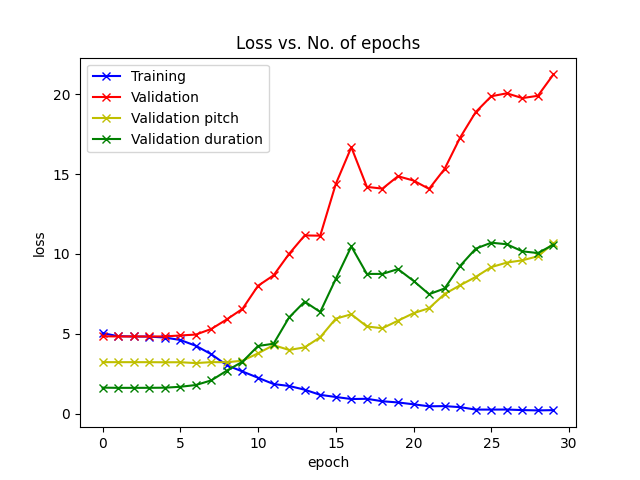 Loss vs. No. of epochs
Training
Validation
Validation pitch
Validation duration
20
15
10
5
0
loss
0 5 10 15 20 25 30
epoch